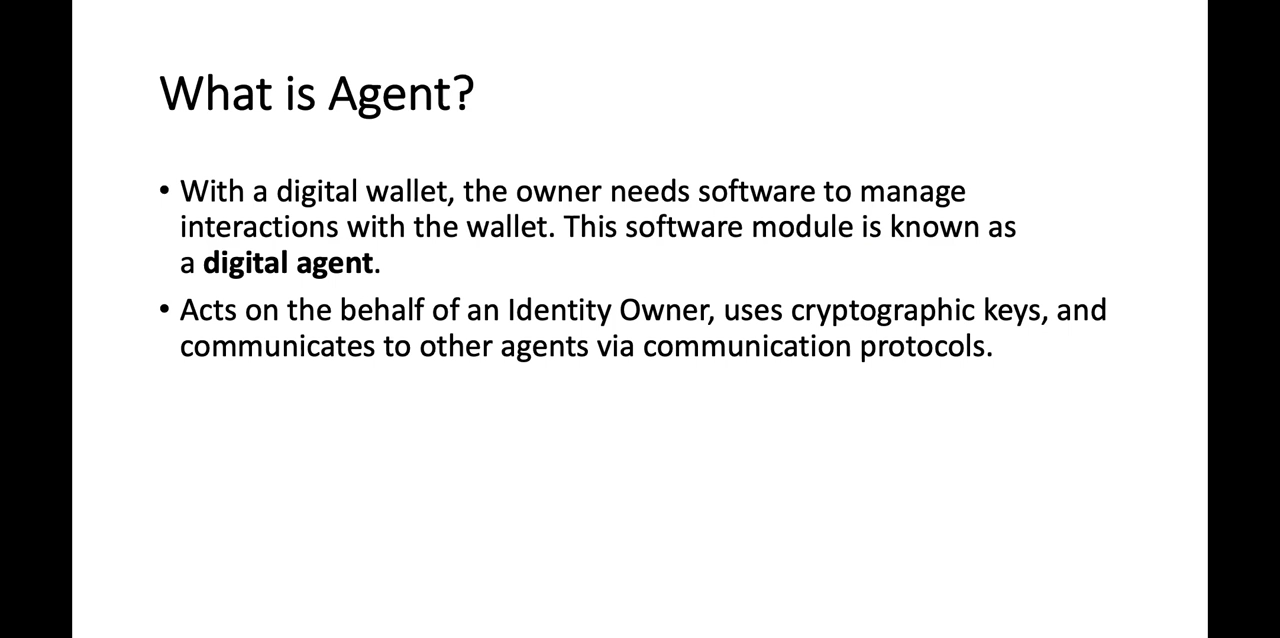 What is Agent?
• With a digital wallet, the owner needs software to manage
interactions with the wallet. This software module is known as
a digital agent.
• Acts on the behalf of an Identity Owner, uses cryptographic keys, and
communicates to other agents via communication protocols.